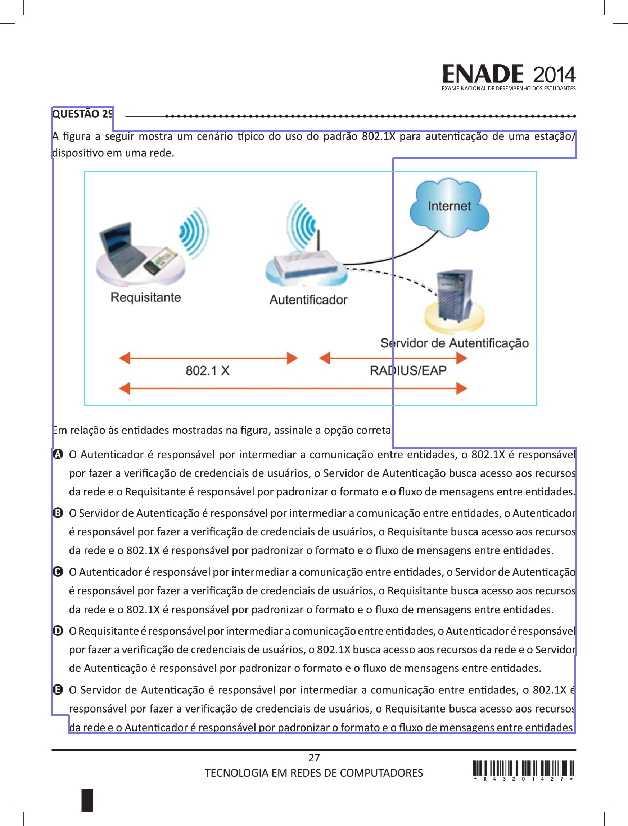 ENADE 2014
EXAME NACIONAL DE DESEMPENHO DOS ESTUDANTES
QUESTÃO 29
A figura a seguir mostra um cenário típico do uso do padrão 802.1X para autenticação de uma estação/
dispositivo em uma rede.
Internet
Requisitante
Autentificador
Servidor de Autentificação
802.1 X
RADIUS/EAP
Em relação às entidades mostradas na figura, assinale a opção correta
A O Autenticador é responsável por intermediar a comunicação entre entidades, o 802.1X é responsável
por fazer a verificação de credenciais de usuários, o Servidor de Autenticação busca acesso aos recursos
da rede e o Requisitante é responsável por padronizar o formato e o fluxo de mensagens entre entidades.
B O Servidor de Autenticação é responsável por intermediar a comunicação entre entidades, o Autenticador
é responsável por fazer a verificação de credenciais de usuários, o Requisitante busca acesso aos recursos
da rede e o 802.1X é responsável por padronizar o formato e o fluxo de mensagens entre entidades.
C O Autenticador é responsável por intermediar a comunicação entre entidades, o Servidor de Autenticação
é responsável por fazer a verificação de credenciais de usuários, o Requisitante busca acesso aos recursos
da rede e o 802.1X é responsável por padronizar o formato e o fluxo de mensagens entre entidades.
D O Requisitante é responsável por intermediar a comunicação entre entidades, o Autenticador é responsável
por fazer a verificação de credenciais de usuários, o 802.1X busca acesso aos recursos da rede e o Servidor
de Autenticação é responsável por padronizar o formato e o fluxo de mensagens entre entidades.
E O Servidor de Autenticação é responsável por intermediar a comunicação entre entidades, o 802.1X é
responsável por fazer a verificação de credenciais de usuários, o Requisitante busca acesso aos recursos
da rede e o Autenticador é responsável por padronizar o formato e o fluxo de mensagens entre entidades.
27
TECNOLOGIA EM REDES DE COMPUTADORES
*R4320142​7*